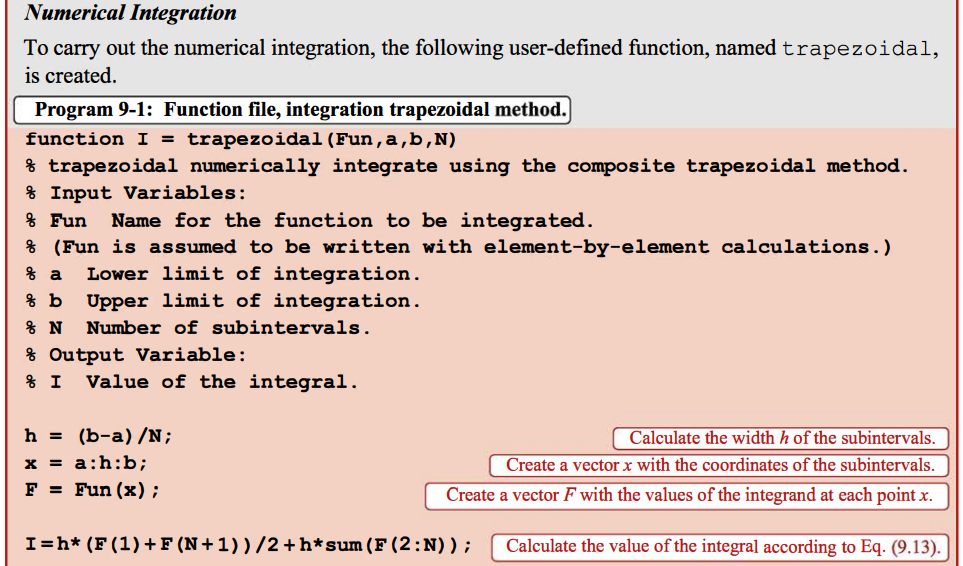 Numerical Integration
To carry out the numerical integration, the following user-defined function, named trapezoidal,
is created.
Program 9-1: Function file, integration trapezoidal method.
function I = trapezoidal(Fun,a,b,N)
% trapezoidal numerically integrate using the composite trapezoidal method.
% Input Variables:
% Fun  Name for the function to be integrated.
% (Fun is assumed to be written with element-by-element calculations.)
% a  Lower limit of integration.
% b  Upper limit of integration.
% N  Number of subintervals.
% Output Variable:
% I  Value of the integral.
h = (b-a)/N; Calculate the width h of the subintervals.
x = a:h:b; Create a vector x with the coordinates of the subintervals.
F = Fun(x); Create a vector F with the values of the integrand at each point x.
I=h*(F(1)+F(N+1))/2+h*sum(F(2:N)); Calculate the value of the integral according to Eq. (9.13).